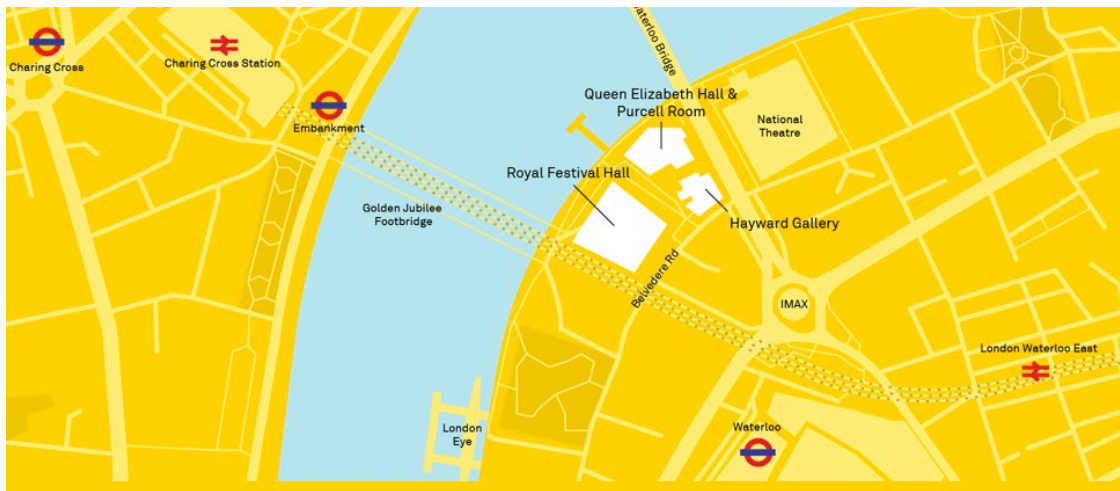 Charing Cross
Charing Cross Station
Embankment
Golden Jubilee
Footbridge
Waterloo Bridge
Queen Elizabeth Hall &
Purcell Room
National
Theatre
Royal Festival Hall
Hayward Gallery
Belvedere Rd
IMAX
London Waterloo East
London
Eye
Waterloo